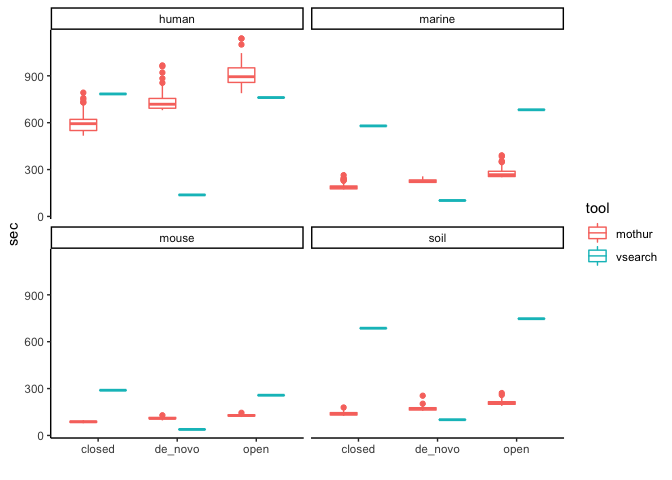 human
marine
900
600
300
0
mouse
soil
900
600
300
0
closed
de_novo
open
closed
de_novo
open
sec
tool
mothur
vsearch